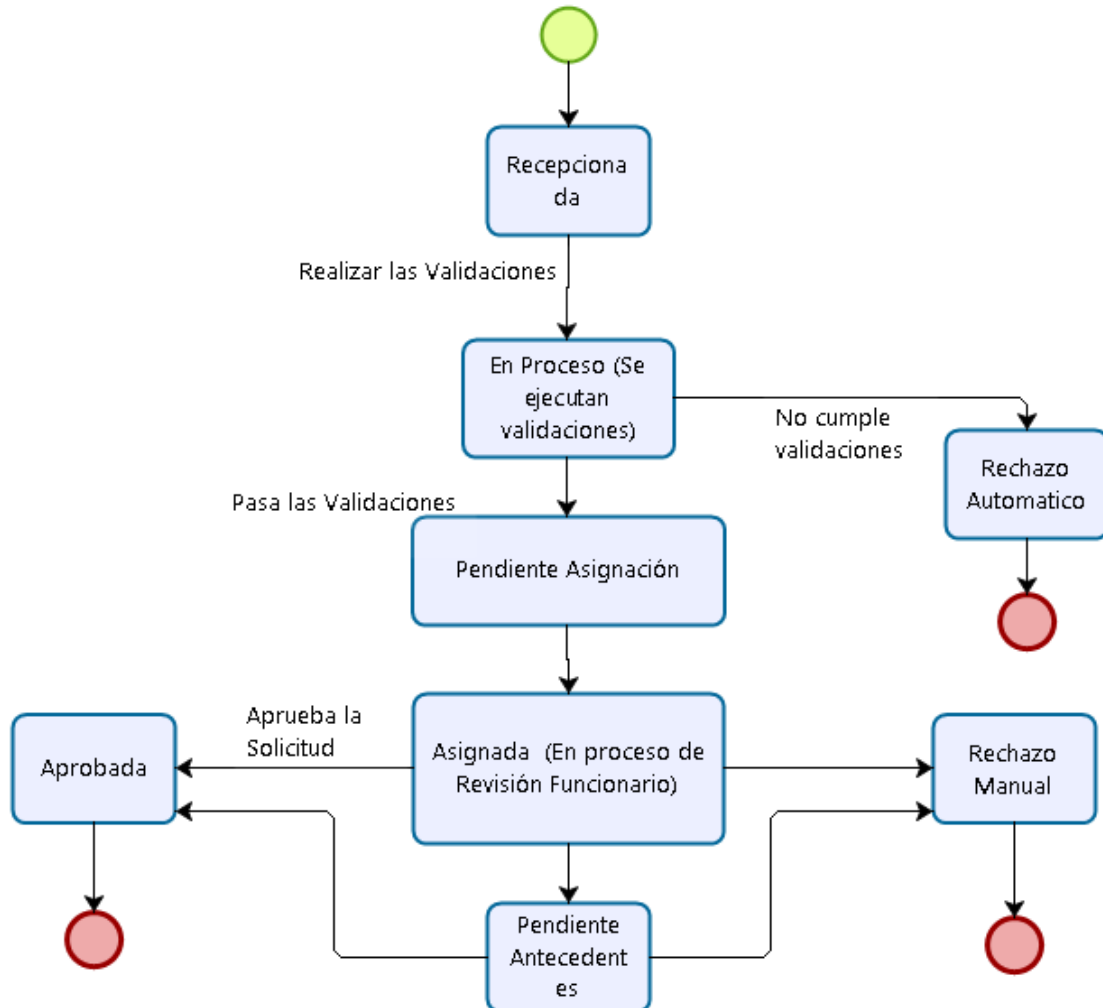 Recepciona
da
Realizar las Validaciones
En Proceso (Se
ejecutan
validaciones)
No cumple
validaciones
Rechazo
Automatico
Pasa las Validaciones
Pendiente Asignación
Aprueba la
Solicitud
Aprobada
Asignada (En proceso de
Revisión Funcionario)
Rechazo
Manual
Pendiente
Antecedent
es